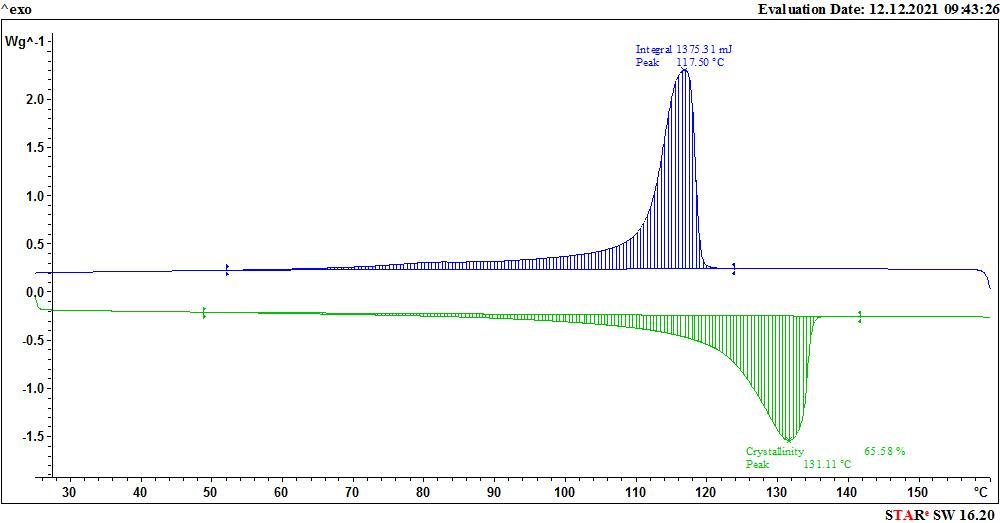 ^exo Evaluation Date: 12.12.2021 09:43:26
Wg^-1
Integral 1375.31 mJ
Peak 117.50 °C
2.0
1.5
1.0
0.5
0.0
-0.5
-1.0
-1.5
Crystallinity 65.58 %
Peak 131.11 °C
30 40 50 60 70 80 90 100 110 120 130 140 150 °C
STARe SW 16.20